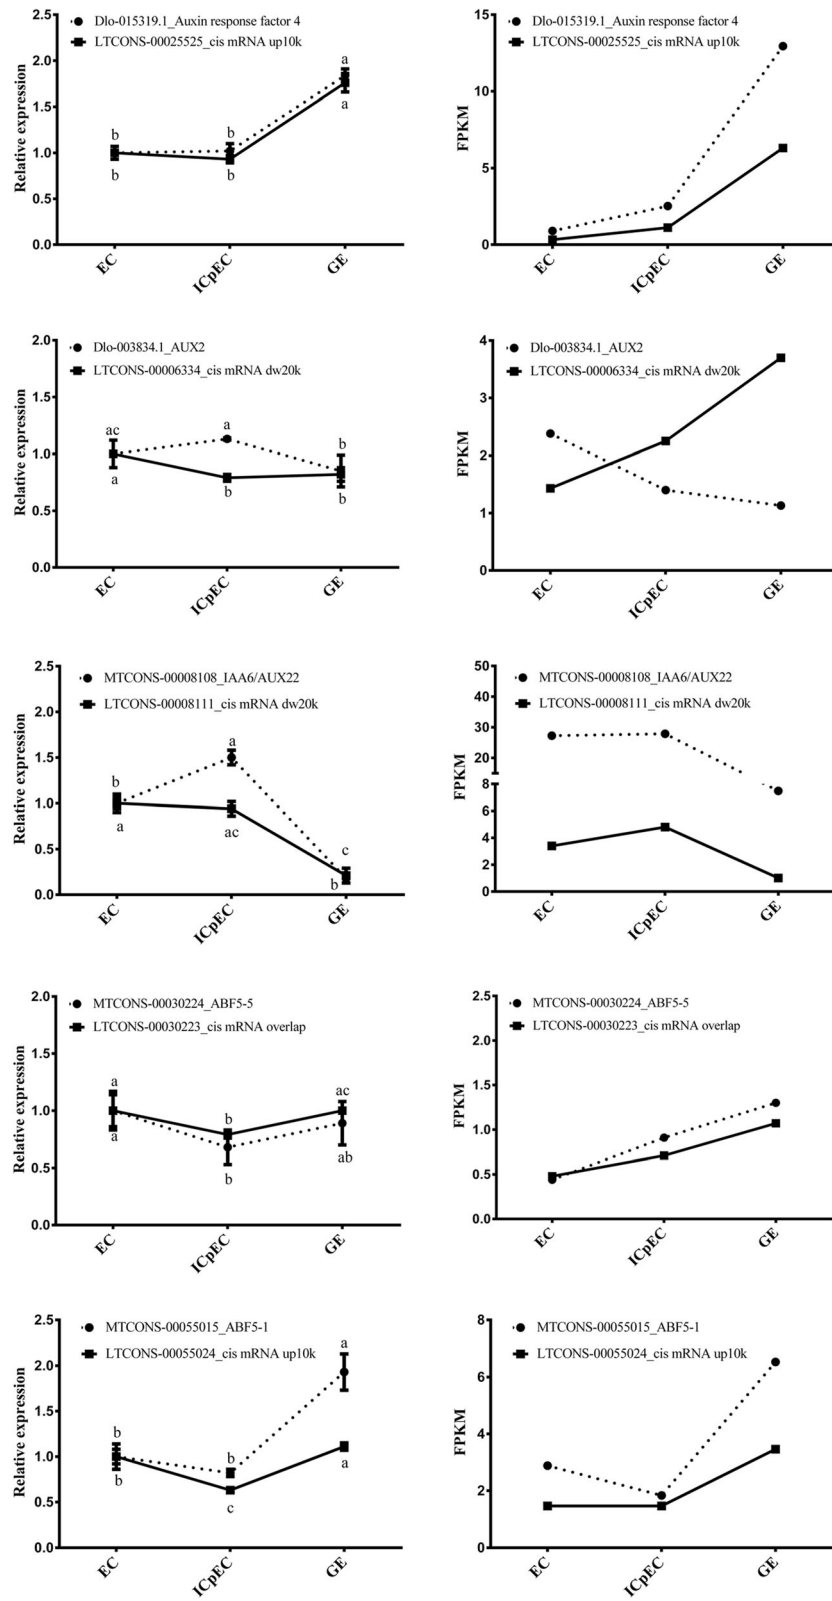 Dlo-015319.1_Auxin response factor 4
LTCONS-00025525_cis mRNA up10k
Relative expression
2.5
2.0
1.5
1.0
0.5
0.0
a
a
b
b
b
b
EC
ICpEC
GE
Dlo-015319.1_Auxin response factor 4
LTCONS-00025525_cis mRNA up10k
FPKM
15
10
5
0
EC
ICpEC
GE
Dlo-003834.1_AUX2
LTCONS-00006334_cis mRNA dw20k
Relative expression
2.0
1.5
1.0
0.5
0.0
ac
a
b
a
b
b
EC
ICpEC
GE
Dlo-003834.1_AUX2
LTCONS-00006334_cis mRNA dw20k
FPKM
4
3
2
1
0
EC
ICpEC
GE
MTCONS-00008108_IAA6/AUX22
LTCONS-00008111_cis mRNA dw20k
Relative expression
2.5
2.0
1.5
1.0
0.5
0.0
b
a
c
a
ac
b
EC
ICpEC
GE
MTCONS-00008108_IAA6/AUX22
LTCONS-00008111_cis mRNA dw20k
FPKM
50
40
30
20
8
6
4
2
0
EC
ICpEC
GE
MTCONS-00030224_ABF5-5
LTCONS-00030223_cis mRNA overlap
Relative expression
2.0
1.5
1.0
0.5
0.0
a
b
ac
a
b
ab
EC
ICpEC
GE
MTCONS-00030224_ABF5-5
LTCONS-00030223_cis mRNA overlap
FPKM
2.5
2.0
1.5
1.0
0.5
0.0
EC
ICpEC
GE
MTCONS-00055015_ABF5-1
LTCONS-00055024_cis mRNA up10k
Relative expression
2.5
2.0
1.5
1.0
0.5
0.0
b
b
a
b
c
a
EC
ICpEC
GE
MTCONS-00055015_ABF5-1
LTCONS-00055024_cis mRNA up10k
FPKM
8
6
4
2
0
EC
ICpEC
GE